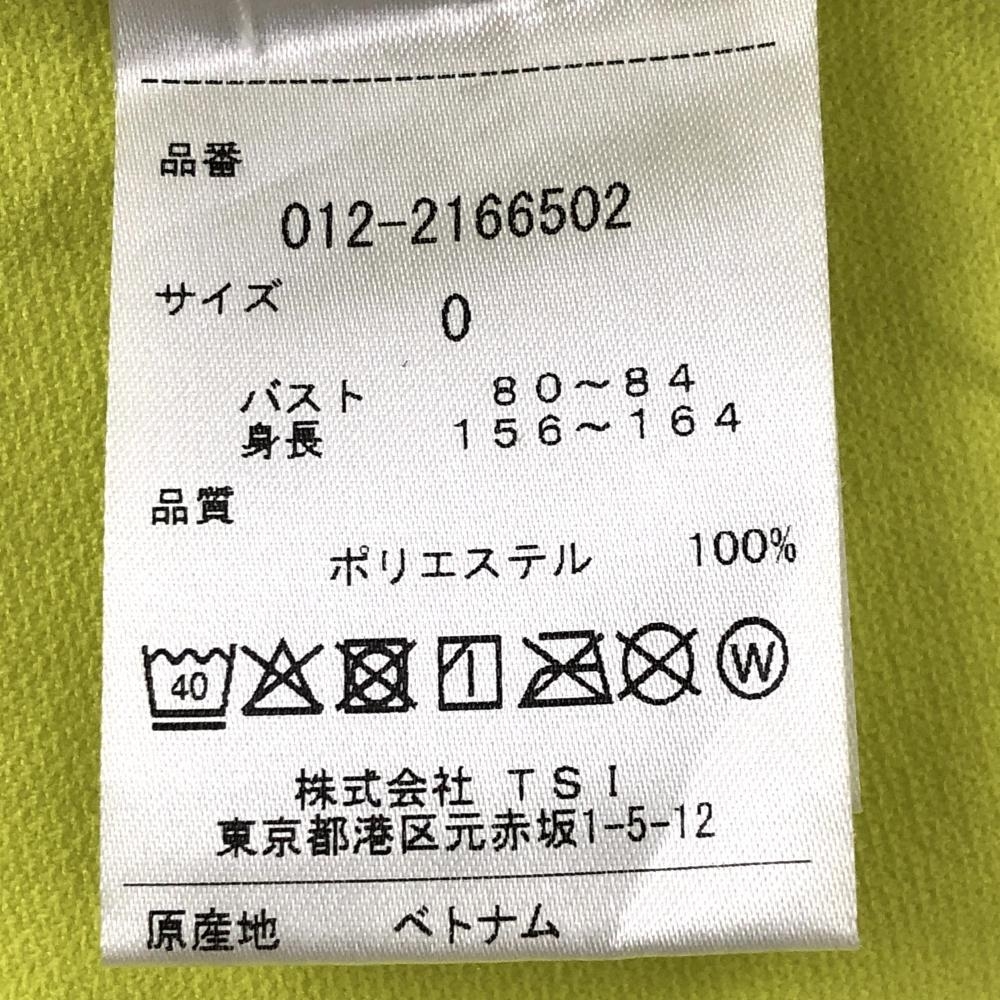 品番
012-2166502
サイズ 0
バスト 80～84
身長 156～164
品質
ポリエステル 100%
40 W
株式会社 TSI
東京都港区元赤坂1-5-12
原産地 ベトナム